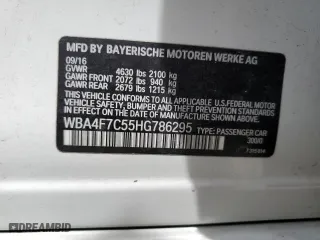 MFD BY BAYERISCHE MOTOREN WERKE AG
09/16
GVWR 4630 lbs 2100 kg
GAWR FRONT 2072 lbs 940 kg
GAWR REAR 2679 lbs 1215 kg
THIS VEHICLE CONFORMS TO ALL APPLICABLE U.S. FEDERAL MOTOR VEHICLE SAFETY, BUMPER, AND THEFT PREVENTION STANDARDS IN EFFECT ON THE DATE OF MANUFACTURE SHOWN ABOVE.
WBA4F7C55HG786295 TYPE: PASSENGER CAR
300/0